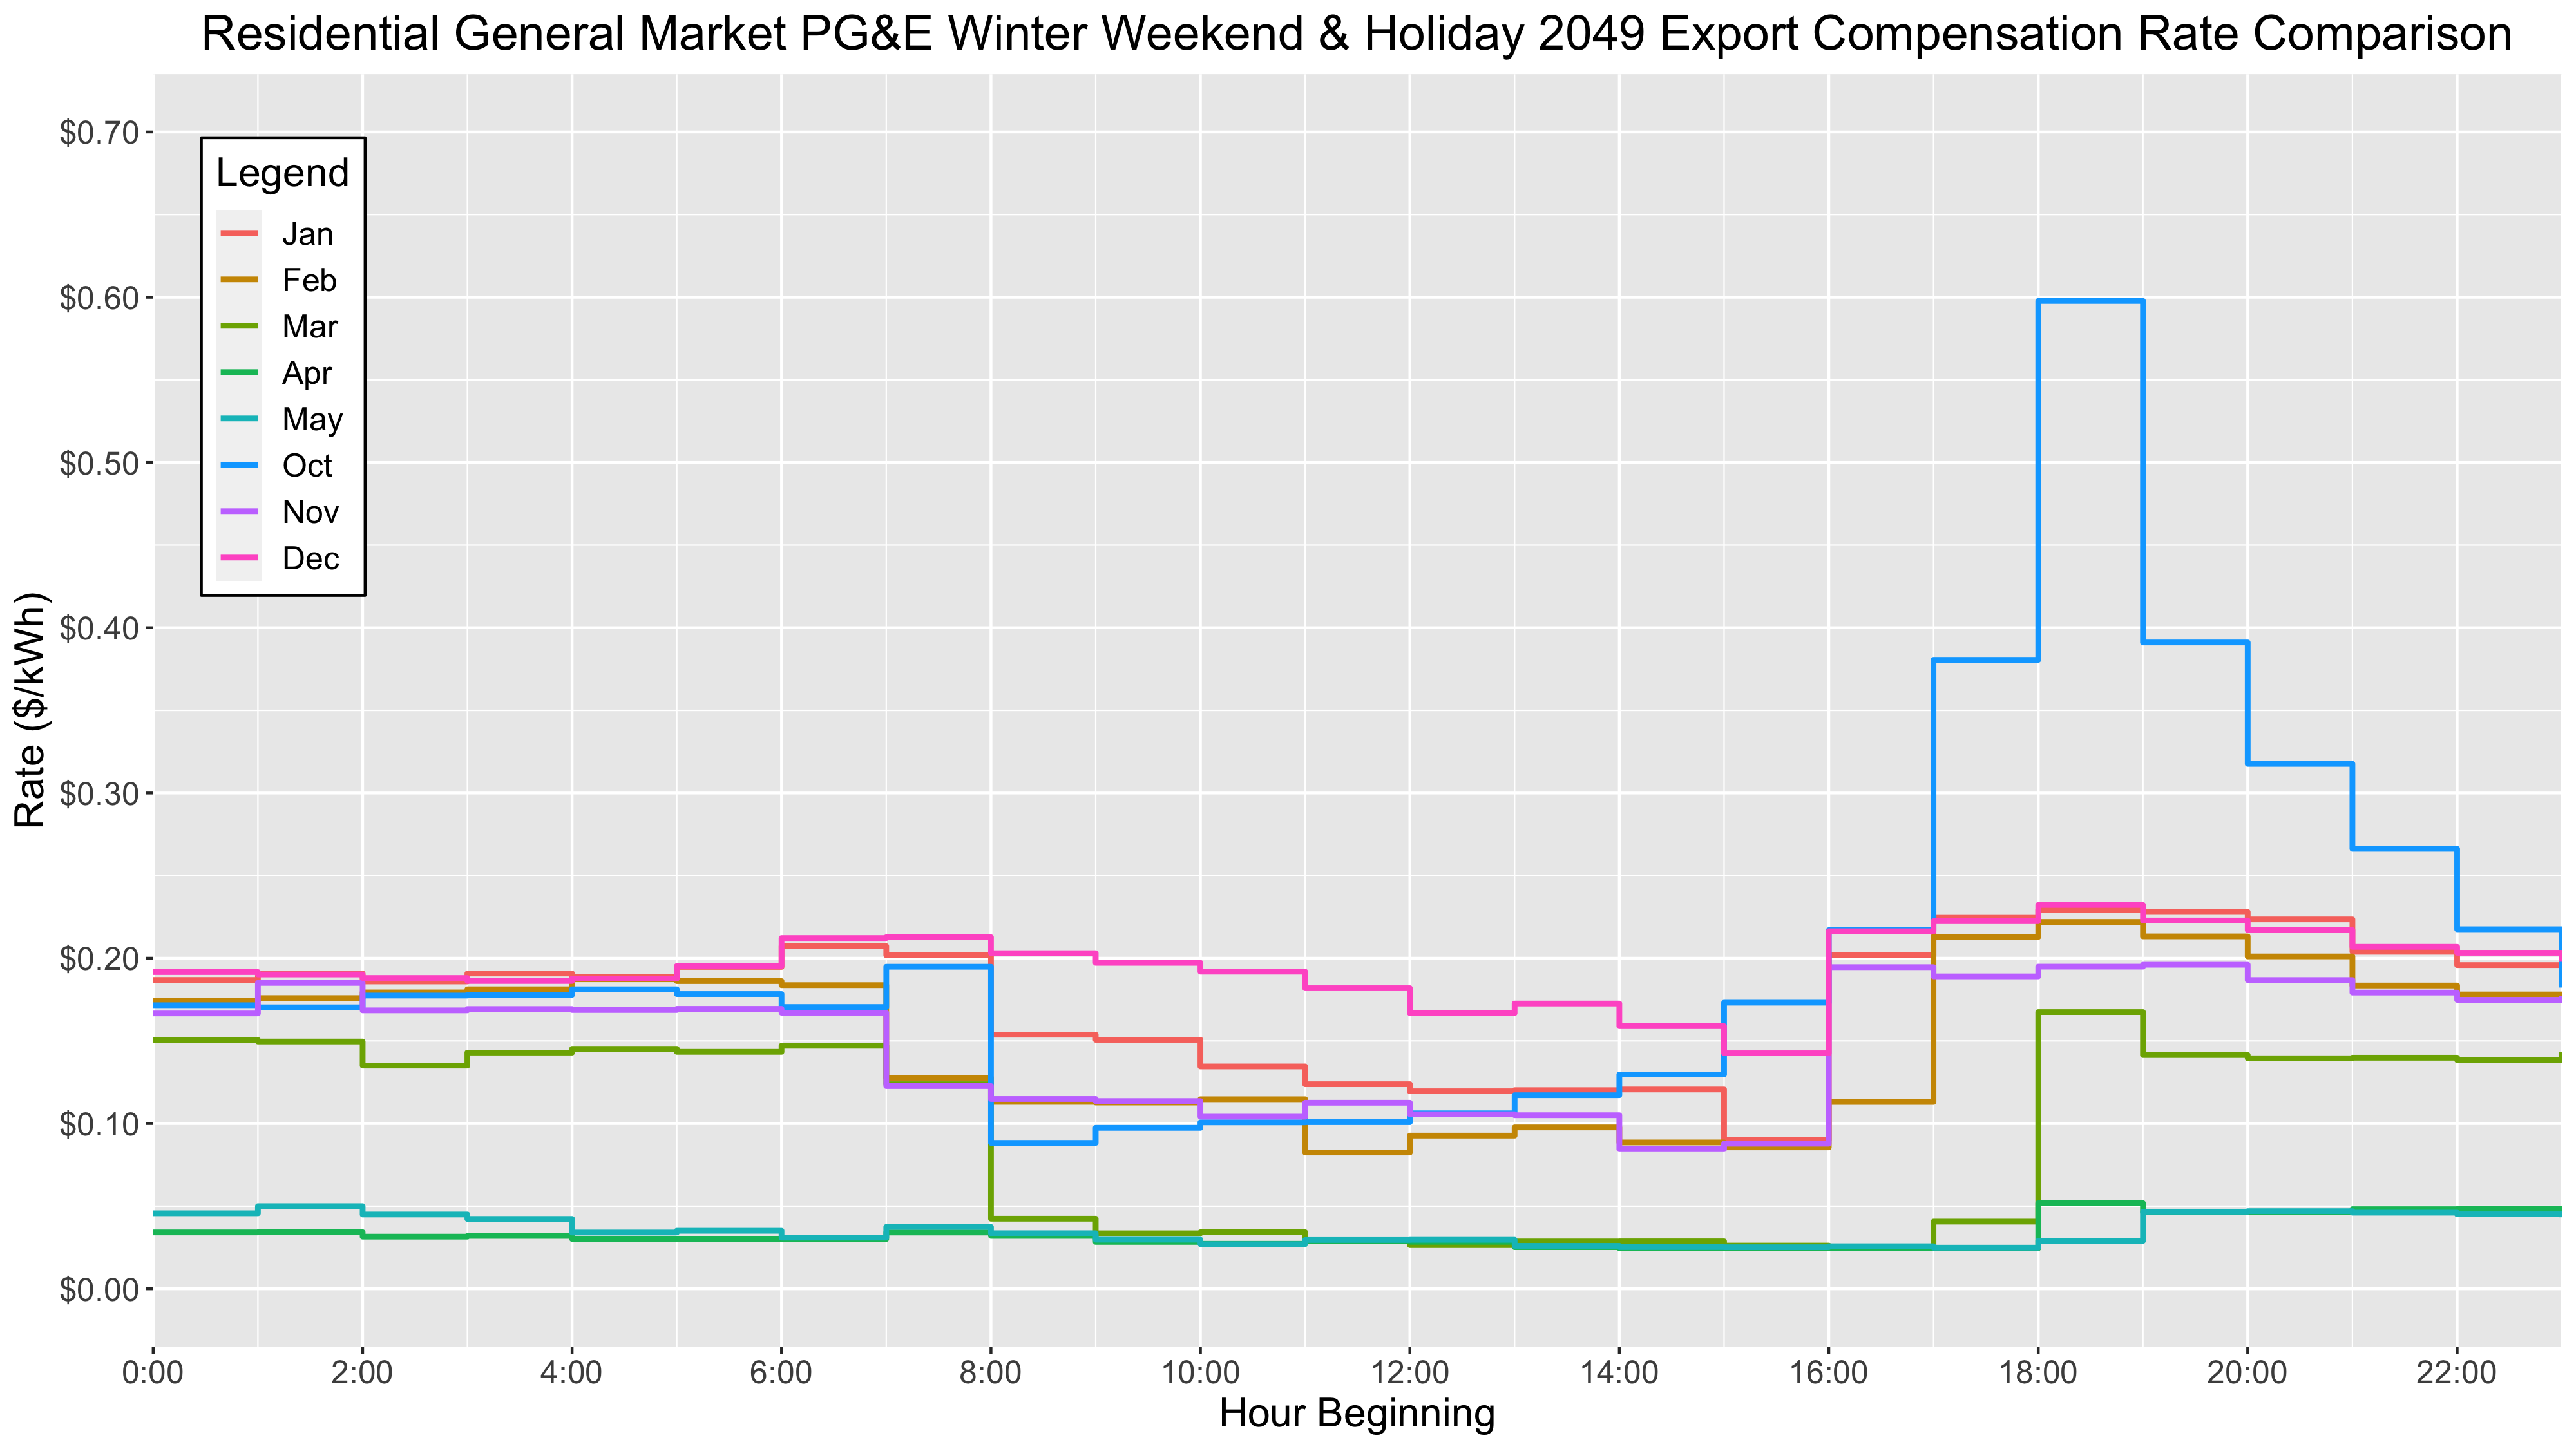 Residential General Market PG&E Winter Weekend & Holiday 2049 Export Compensation Rate Comparison
Rate ($/kWh)
$0.70
$0.60
$0.50
$0.40
$0.30
$0.20
$0.10
$0.00
Legend
Jan
Feb
Mar
Apr
May
Oct
Nov
Dec
0:00 2:00 4:00 6:00 8:00 10:00 12:00 14:00 16:00 18:00 20:00 22:00
Hour Beginning